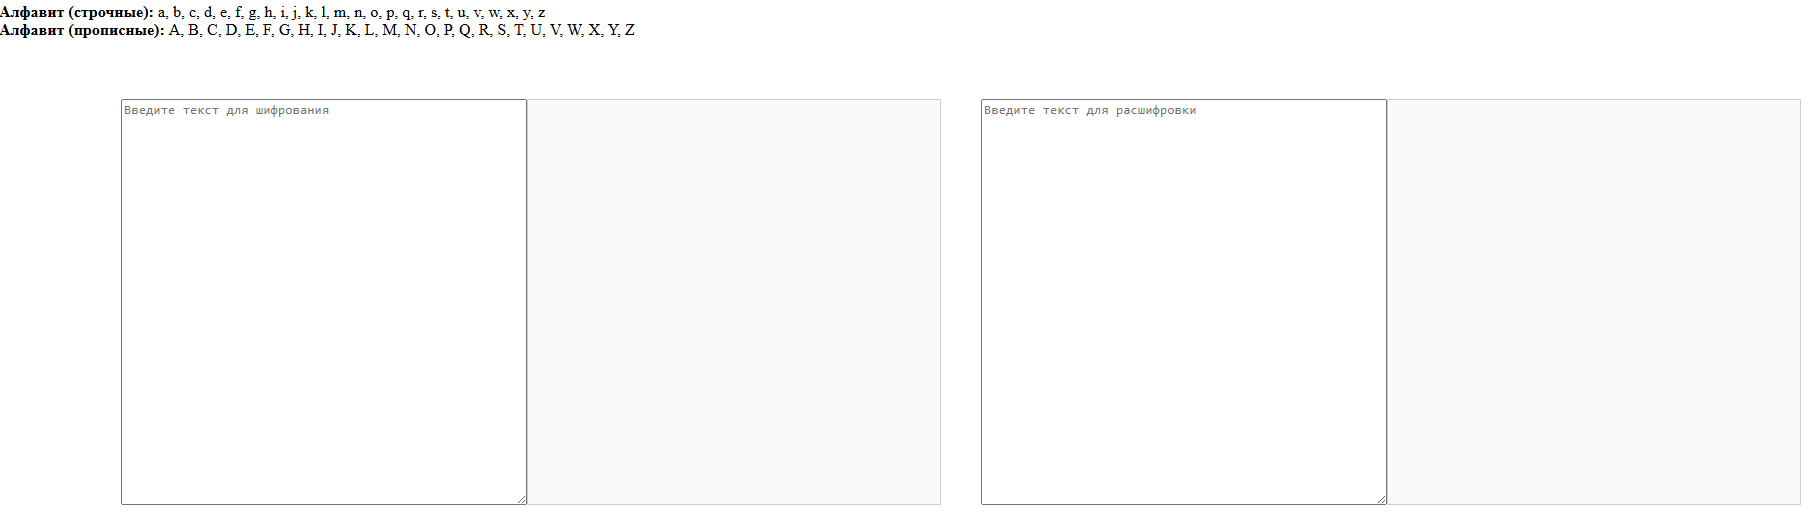 Алфавит (строчные): a, b, c, d, e, f, g, h, i, j, k, l, m, n, o, p, q, r, s, t, u, v, w, x, y, z
Алфавит (прописные): A, B, C, D, E, F, G, H, I, J, K, L, M, N, O, P, Q, R, S, T, U, V, W, X, Y, Z
Введите текст для шифрования
Введите текст для расшифровки